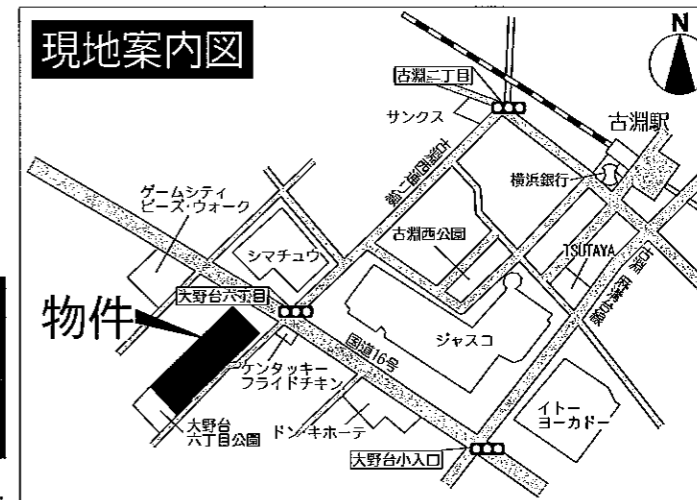 現地案内図
N
古淵二丁目
サンクス
古淵駅
横浜銀行
ゲームシティ
ビーズ・ウォーク
古淵西公園
シマチュウ
TSUTAYA
大野台六丁目
物件
国道16号
ジャスコ
ケンタッキー
フライドチキン
大野台
六丁目公園
ドン・キホーテ
イトー
ヨーカドー
大野台小入口